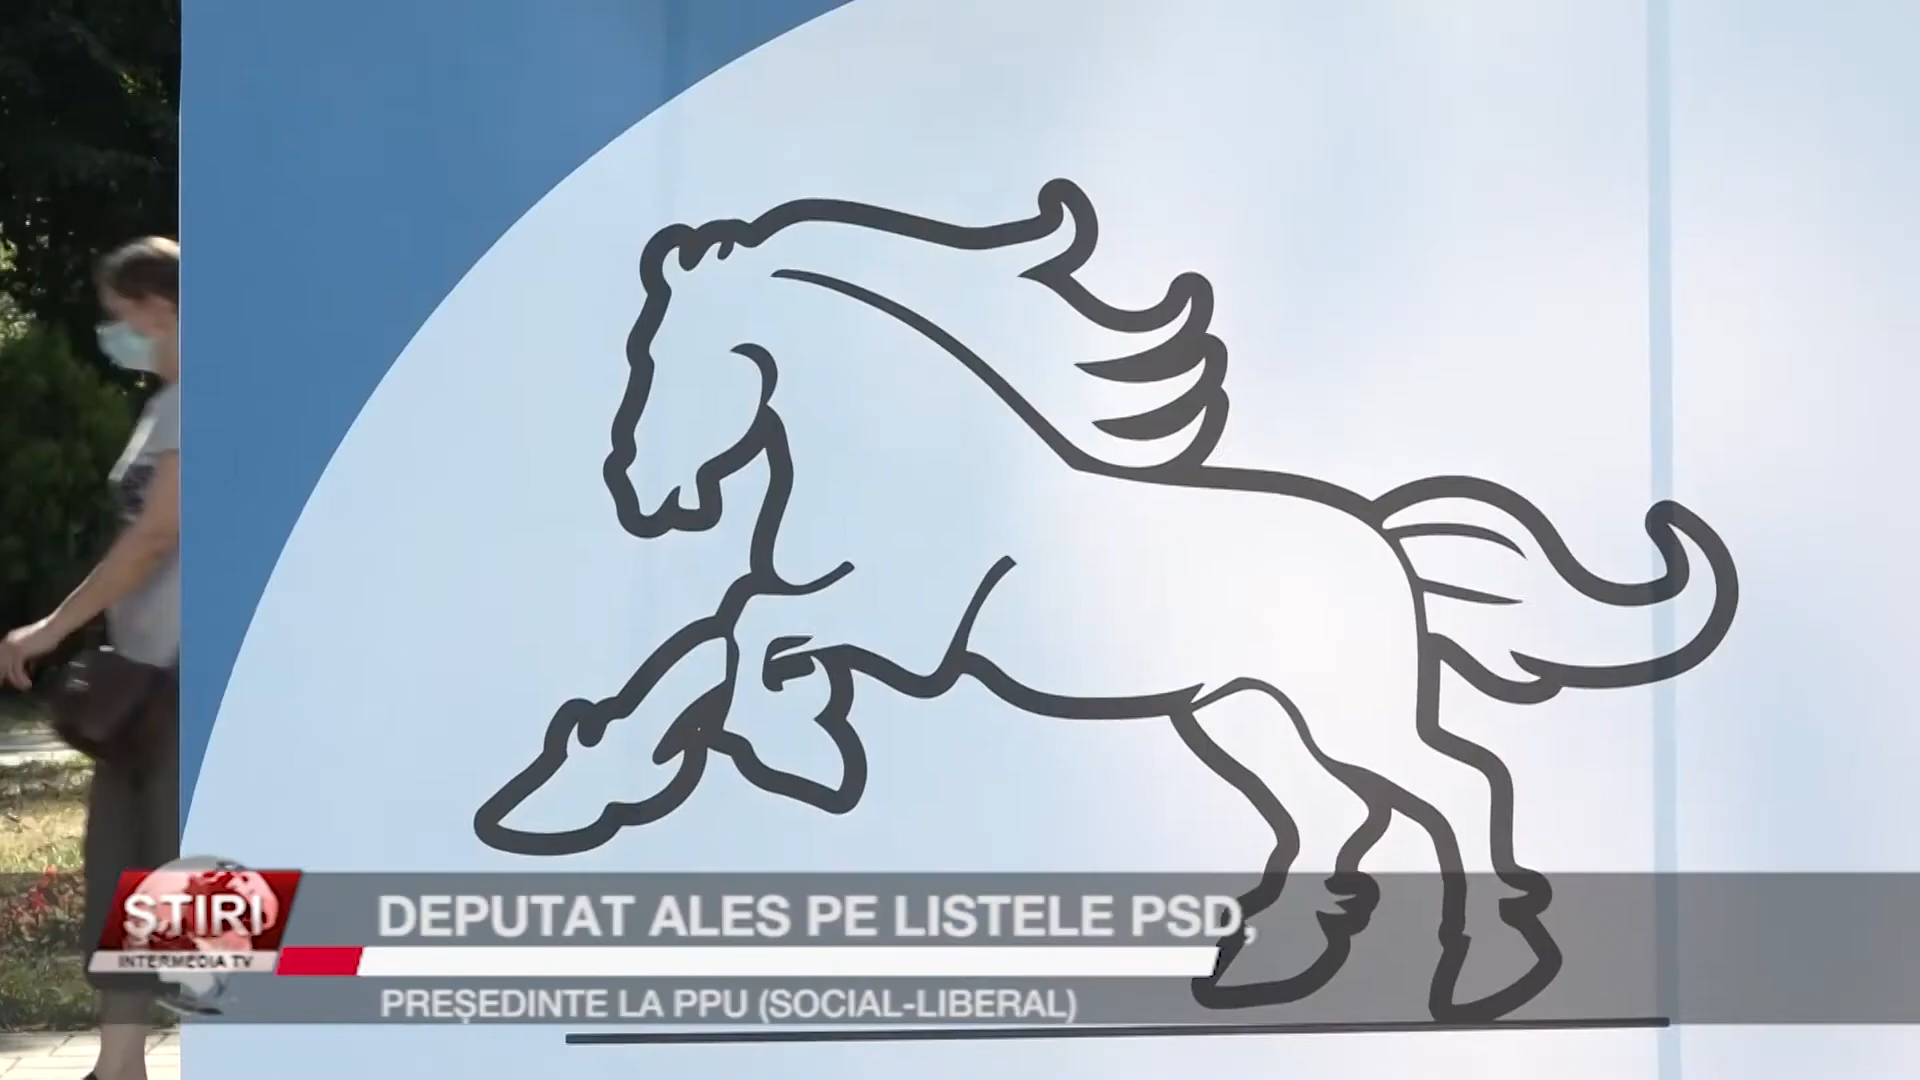 ȘTIRI
INTERMEDIA TV
DEPUTAT ALES PE LISTELE PSD,
PREȘEDINTE LA PPU (SOCIAL-LIBERAL)